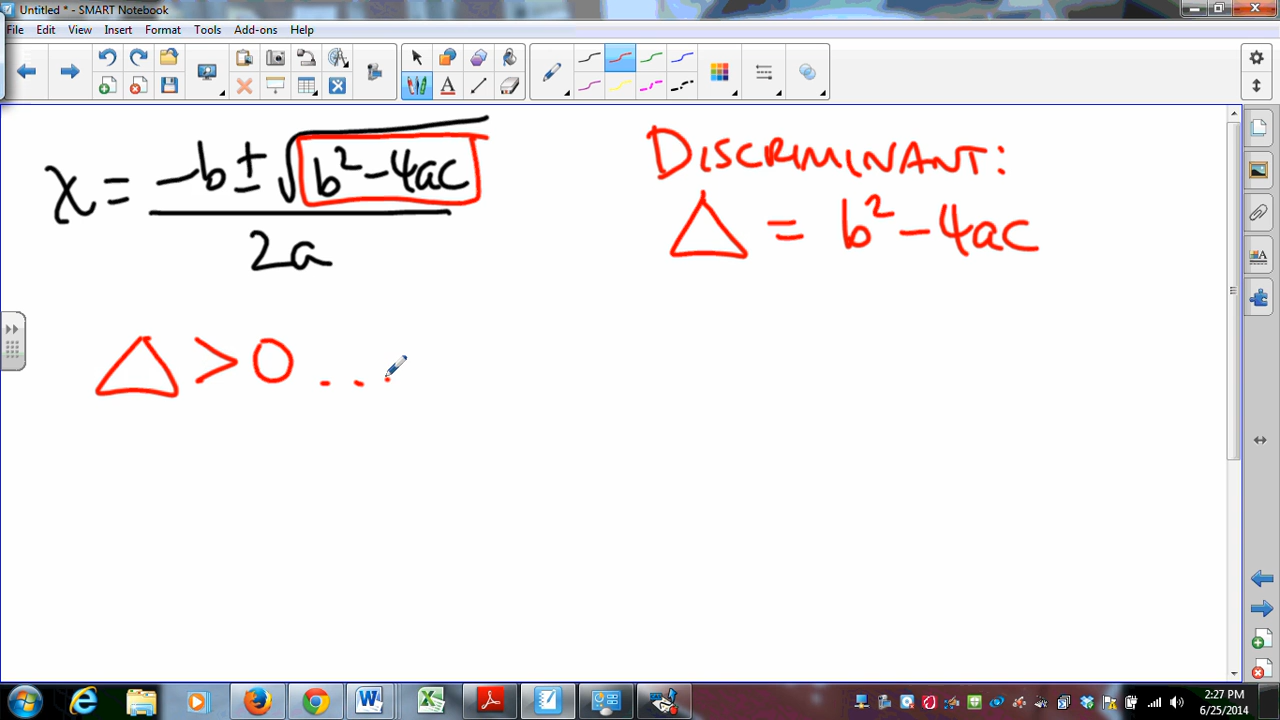 Untitled * - SMART Notebook
File Edit View Insert Format Tools Add-ons Help
x = -b ± √b² - 4ac
2a
DISCRIMINANT:
△ = b² - 4ac
△ > 0 ...
2:27 PM
6/25/2014